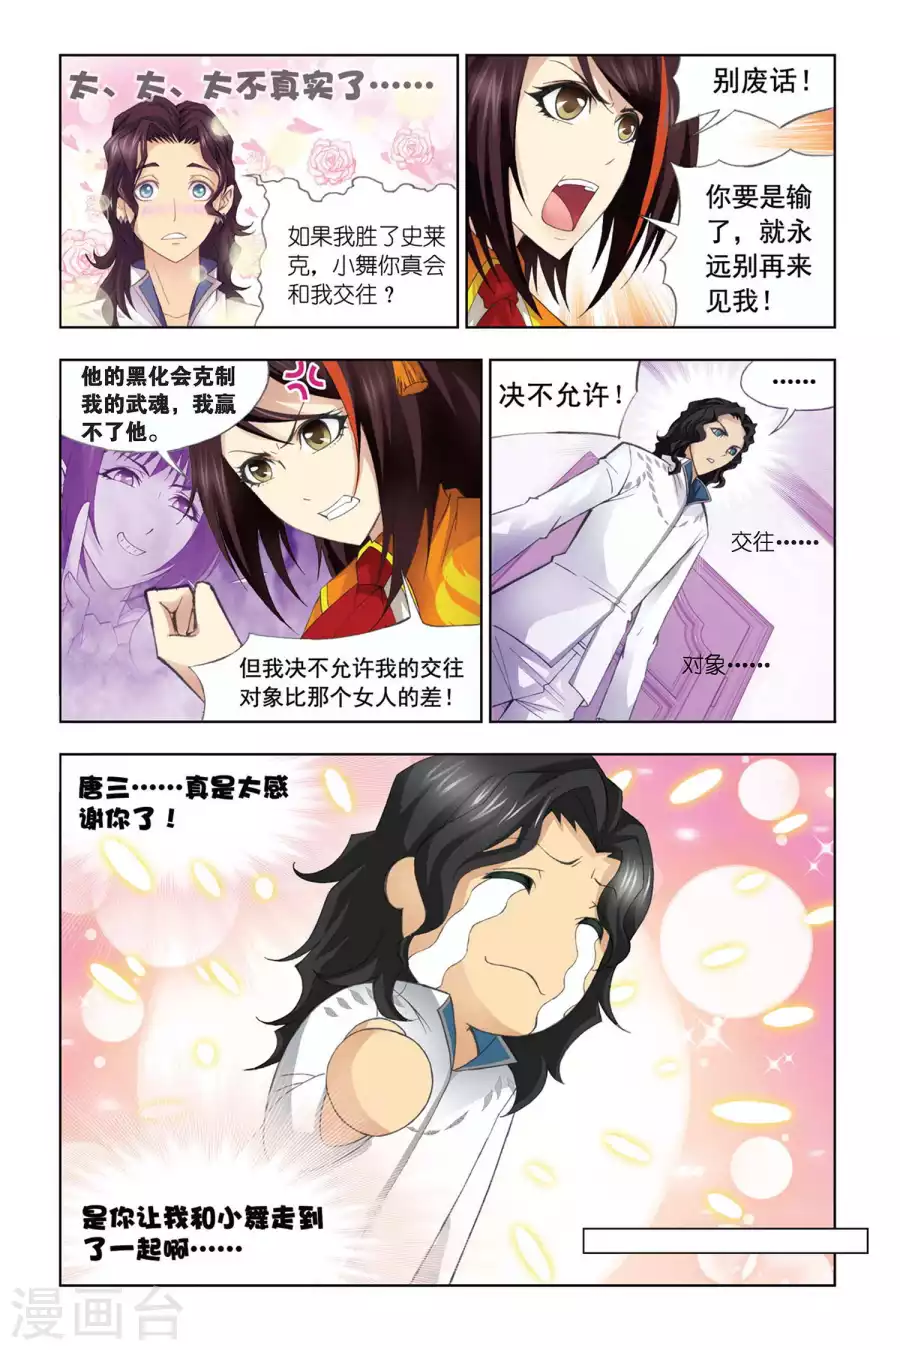 太、太、太不真实了……
如果我胜了史莱
克，小舞你真会
和我交往？
别废话！
你要是输
了，就永
远别再来
见我！
他的黑化会克制
我的武魂，我赢
不了他。
但我决不允许我的交往
对象比那个女人的差！
决不允许！
……
交往……
对象……
唐三……真是太感
谢你了！
是你让我和小舞走到
了一起啊……
漫画台